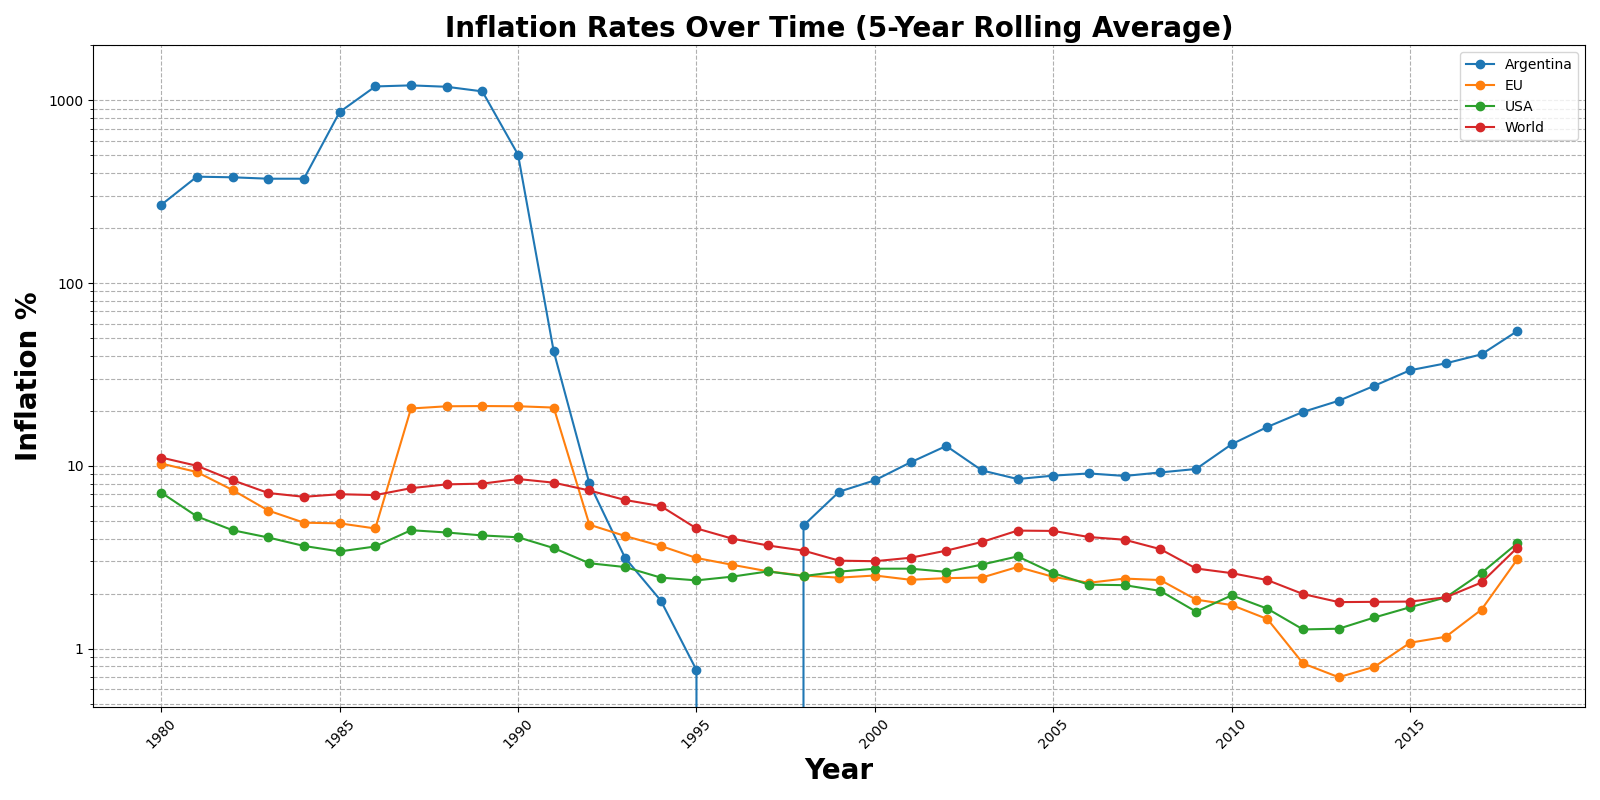 Inflation Rates Over Time (5-Year Rolling Average)
Argentina
EU
USA
World
Inflation %
1000
100
10
1
1980
1985
1990
1995
2000
2005
2010
2015
Year